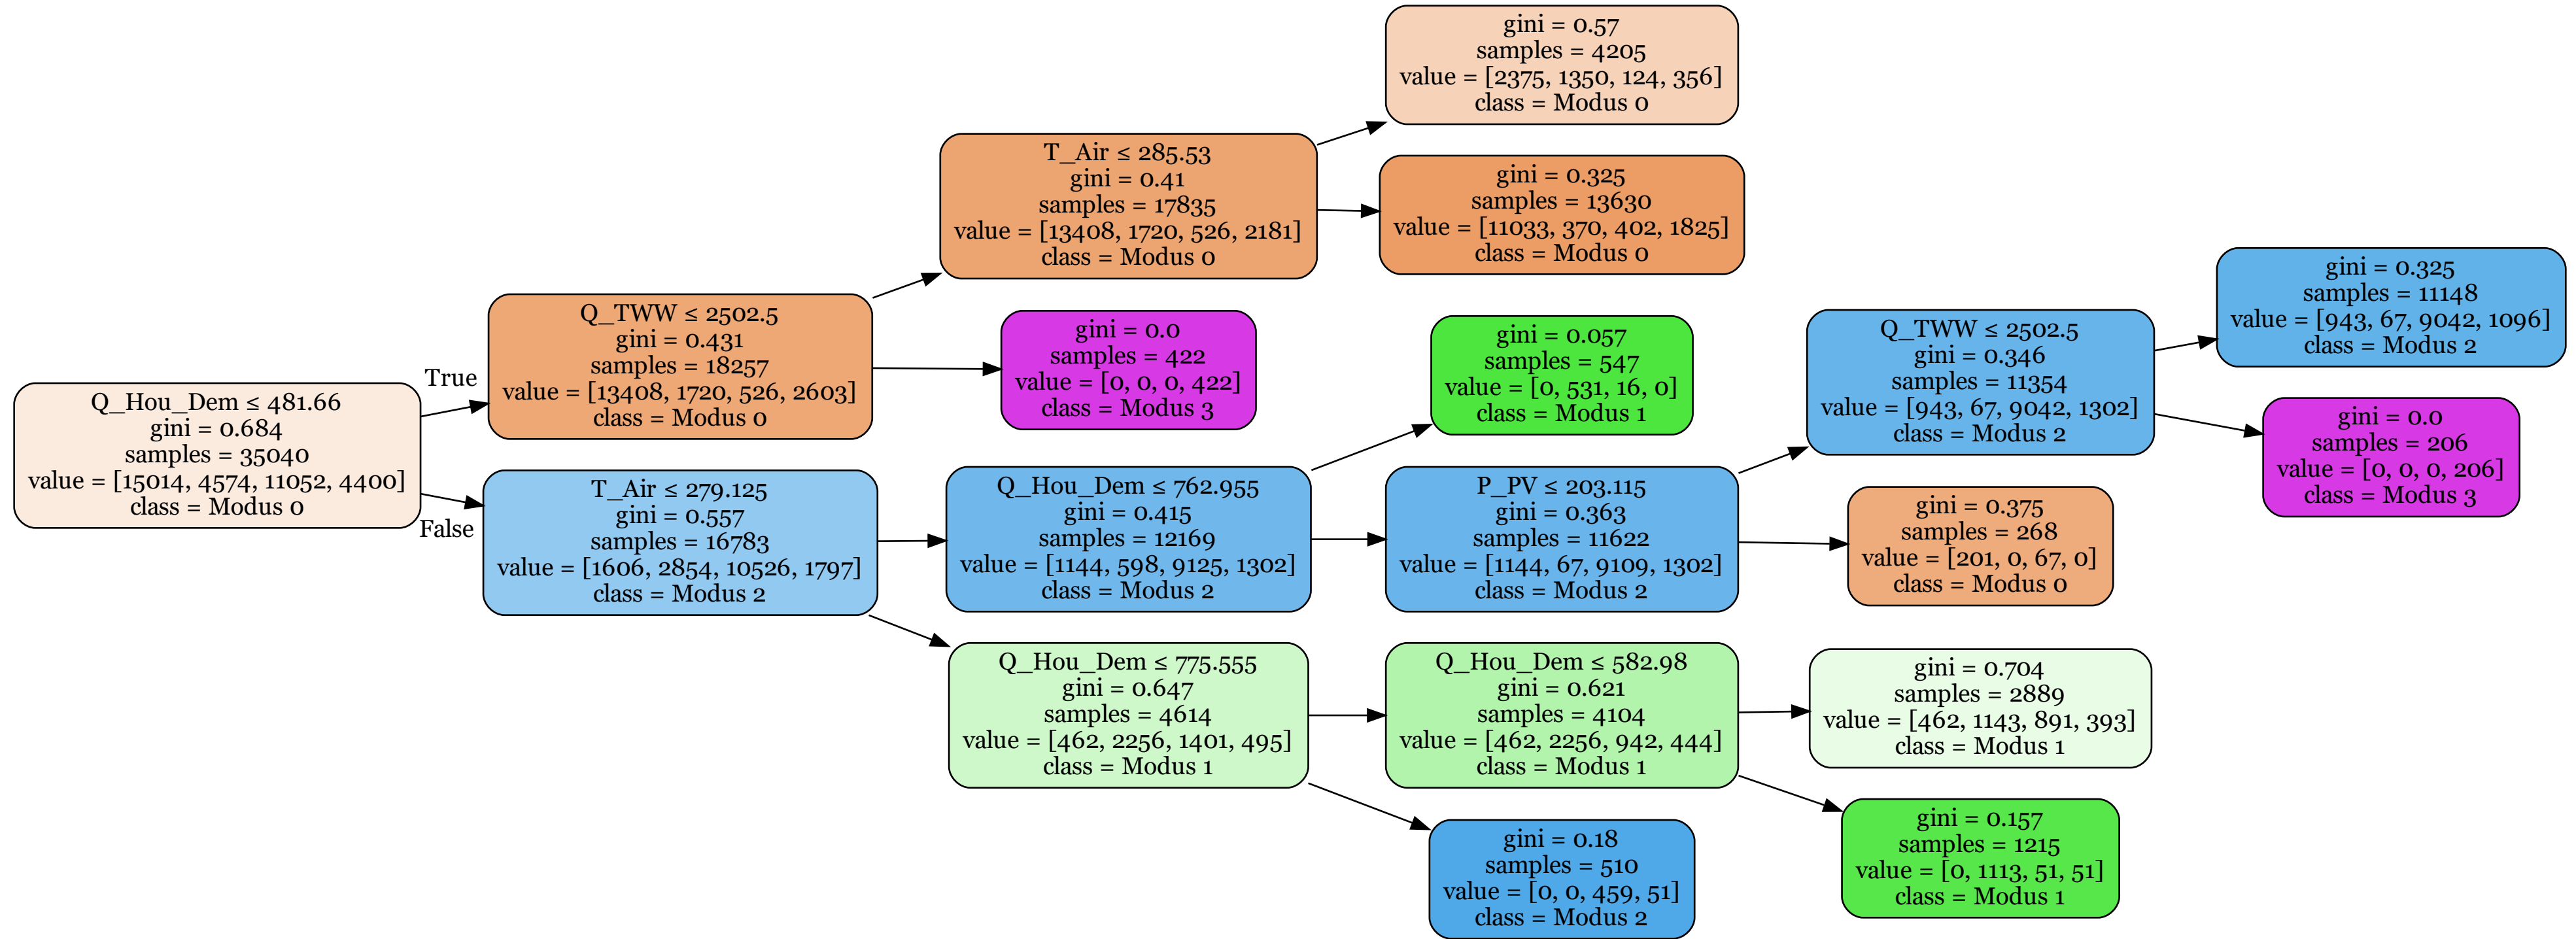 Q_Hou_Dem ≤ 481.66
gini = 0.684
samples = 35040
value = [15014, 4574, 11052, 4400]
class = Modus 0
True
False
Q_TWW ≤ 2502.5
gini = 0.431
samples = 18257
value = [13408, 1720, 526, 2603]
class = Modus 0
T_Air ≤ 279.125
gini = 0.557
samples = 16783
value = [1606, 2854, 10526, 1797]
class = Modus 2
T_Air ≤ 285.53
gini = 0.41
samples = 17835
value = [13408, 1720, 526, 2181]
class = Modus 0
gini = 0.0
samples = 422
value = [0, 0, 0, 422]
class = Modus 3
Q_Hou_Dem ≤ 762.955
gini = 0.415
samples = 12169
value = [1144, 598, 9125, 1302]
class = Modus 2
Q_Hou_Dem ≤ 775.555
gini = 0.647
samples = 4614
value = [462, 2256, 1401, 495]
class = Modus 1
gini = 0.57
samples = 4205
value = [2375, 1350, 124, 356]
class = Modus 0
gini = 0.325
samples = 13630
value = [11033, 370, 402, 1825]
class = Modus 0
gini = 0.057
samples = 547
value = [0, 531, 16, 0]
class = Modus 1
P_PV ≤ 203.115
gini = 0.363
samples = 11622
value = [1144, 67, 9109, 1302]
class = Modus 2
Q_Hou_Dem ≤ 582.98
gini = 0.621
samples = 4104
value = [462, 2256, 942, 444]
class = Modus 1
gini = 0.18
samples = 510
value = [0, 0, 459, 51]
class = Modus 2
Q_TWW ≤ 2502.5
gini = 0.346
samples = 11354
value = [943, 67, 9042, 1302]
class = Modus 2
gini = 0.375
samples = 268
value = [201, 0, 67, 0]
class = Modus 0
gini = 0.704
samples = 2889
value = [462, 1143, 891, 393]
class = Modus 1
gini = 0.157
samples = 1215
value = [0, 1113, 51, 51]
class = Modus 1
gini = 0.325
samples = 11148
value = [943, 67, 9042, 1096]
class = Modus 2
gini = 0.0
samples = 206
value = [0, 0, 0, 206]
class = Modus 3